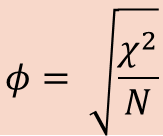 ϕ = √(χ²/N)